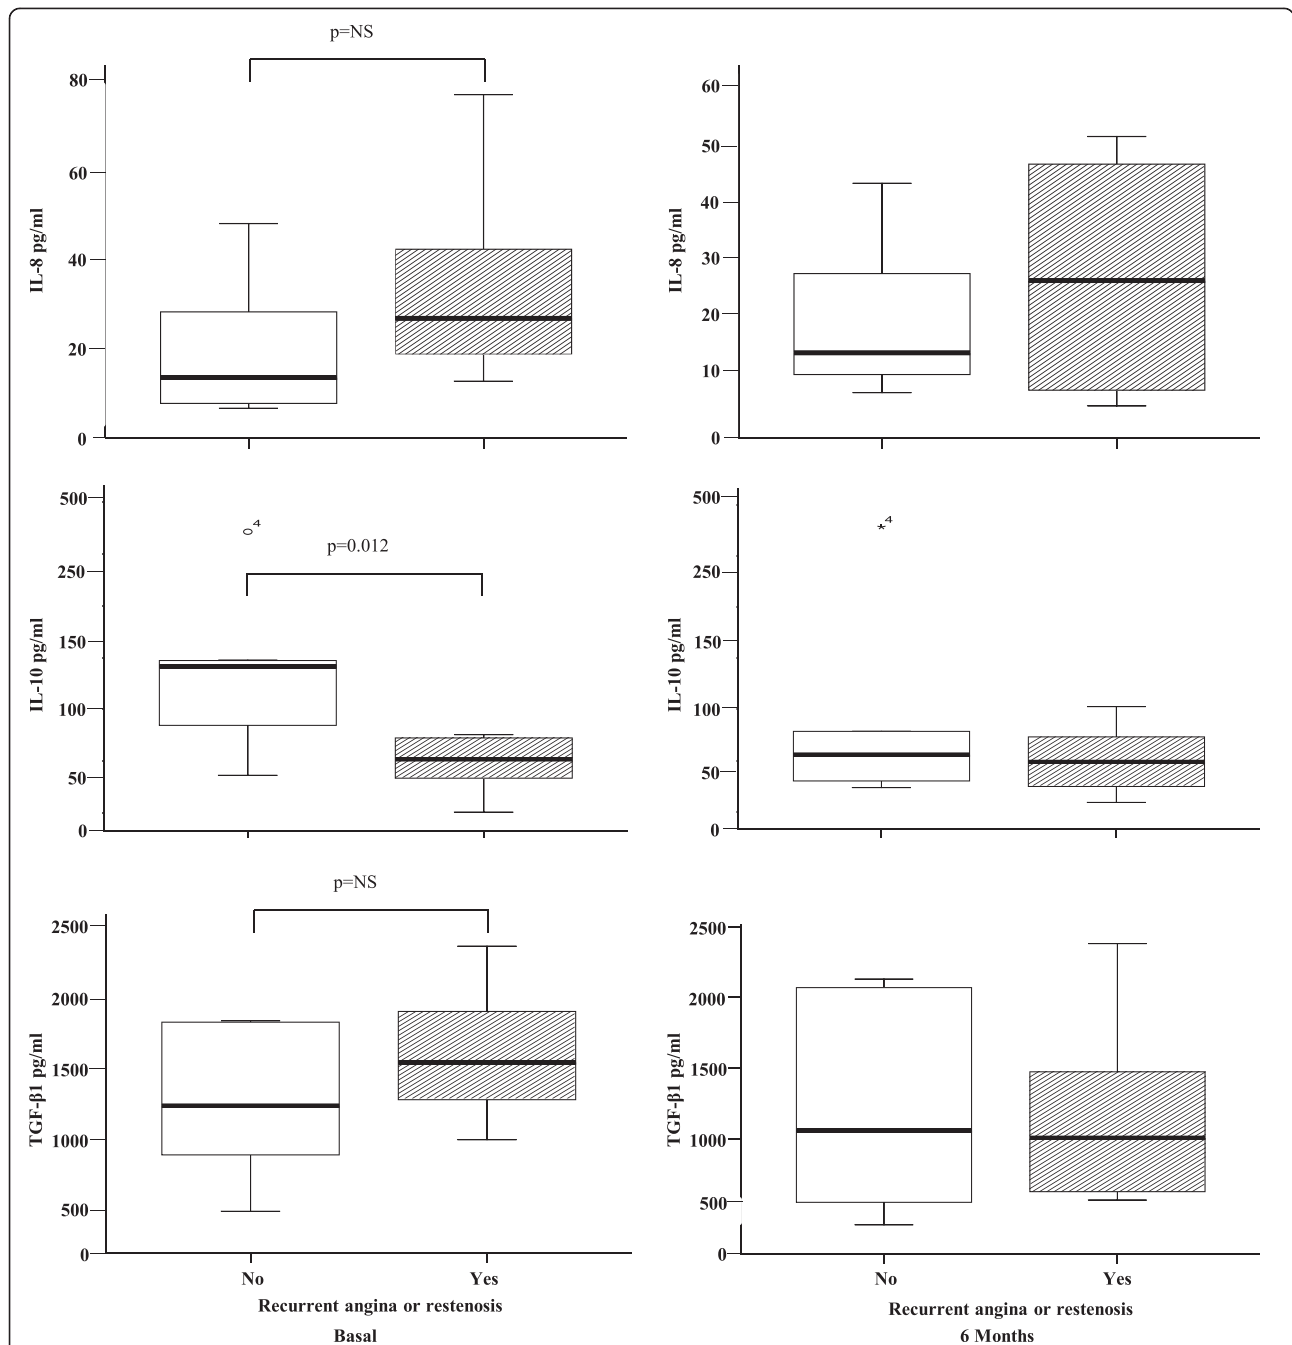 p=NS
80
60
40
20
0
IL-8 pg/ml
60
50
40
30
20
10
0
IL-8 pg/ml
500
250
150
100
50
0
IL-10 pg/ml
4
p=0.012
500
250
150
100
50
0
IL-10 pg/ml
*4
p=NS
2500
2000
1500
1000
500
0
TGF-β1 pg/ml
No Yes
Recurrent angina or restenosis
Basal
2500
2000
1500
1000
500
0
TGF-β1 pg/ml
No Yes
Recurrent angina or restenosis
6 Months